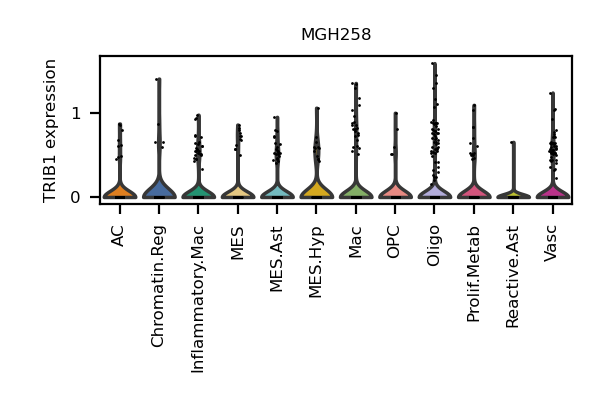 MGH258
TRIB1 expression
1
0
AC
Chromatin.Reg
Inflammatory.Mac
MES
MES.Ast
MES.Hyp
Mac
OPC
Oligo
Prolif.Metab
Reactive.Ast
Vasc